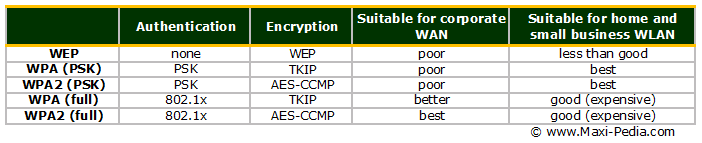 Authentication Encryption Suitable for corporate WAN Suitable for home and small business WLAN
WEP none WEP poor less than good
WPA (PSK) PSK TKIP poor best
WPA2 (PSK) PSK AES-CCMP poor best
WPA (full) 802.1x TKIP better good (expensive)
WPA2 (full) 802.1x AES-CCMP best good (expensive)
© www.Maxi-Pedia.com